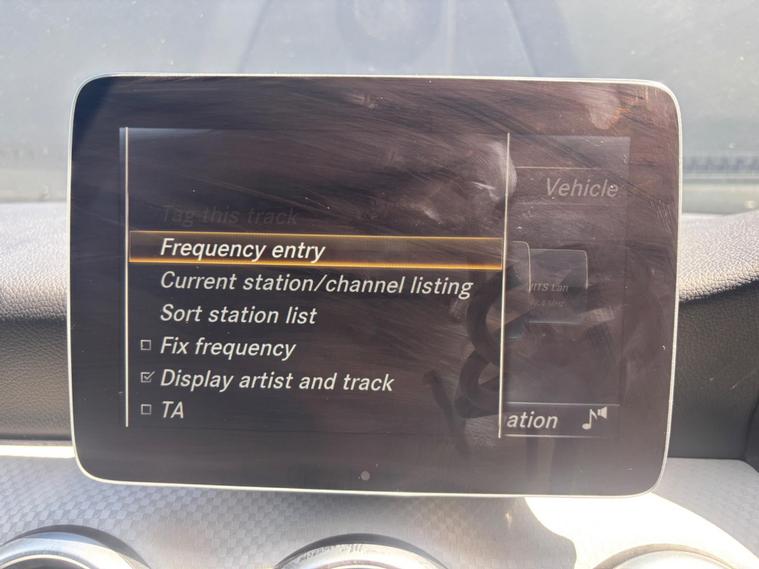 Vehicle
Tag this track
Frequency entry
Current station/channel listing
Sort station list
Fix frequency
Display artist and track
TA
ation